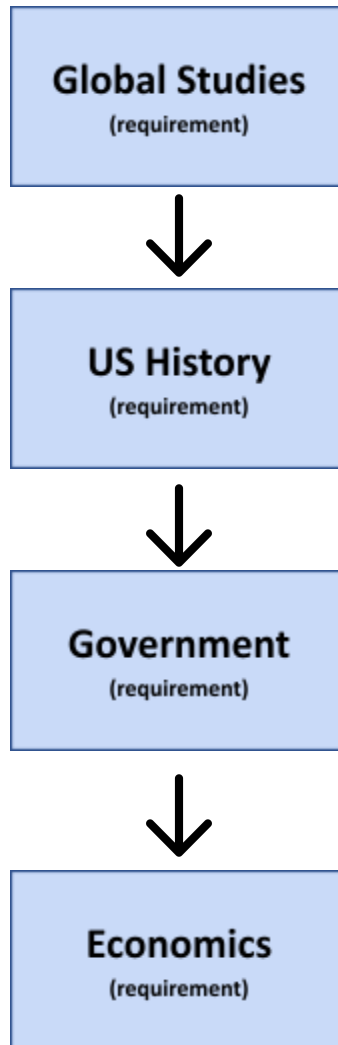 Global Studies
(requirement)
US History
(requirement)
Government
(requirement)
Economics
(requirement)